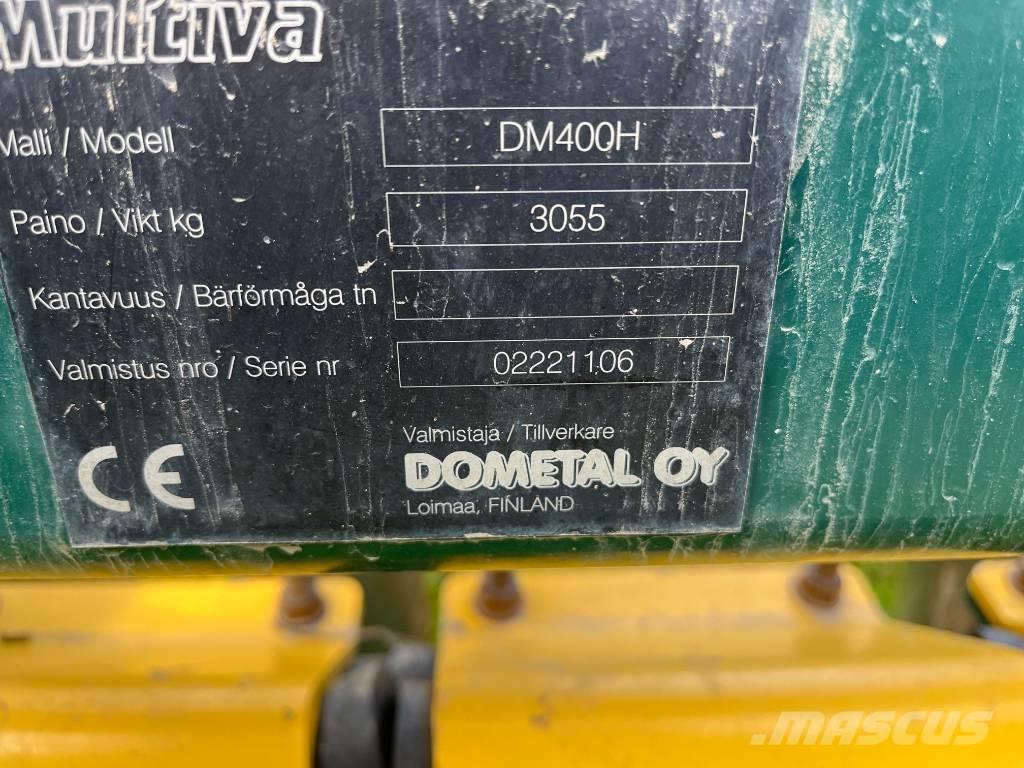 Multiva
Malli / Modell DM400H
Paino / Vikt kg 3055
Kantavuus / Bärförmåga tn
Valmistus nro / Serie nr 02221106
Valmistaja / Tillverkare
CE DOMETAL OY
Loimaa, FINLAND
MASCUS